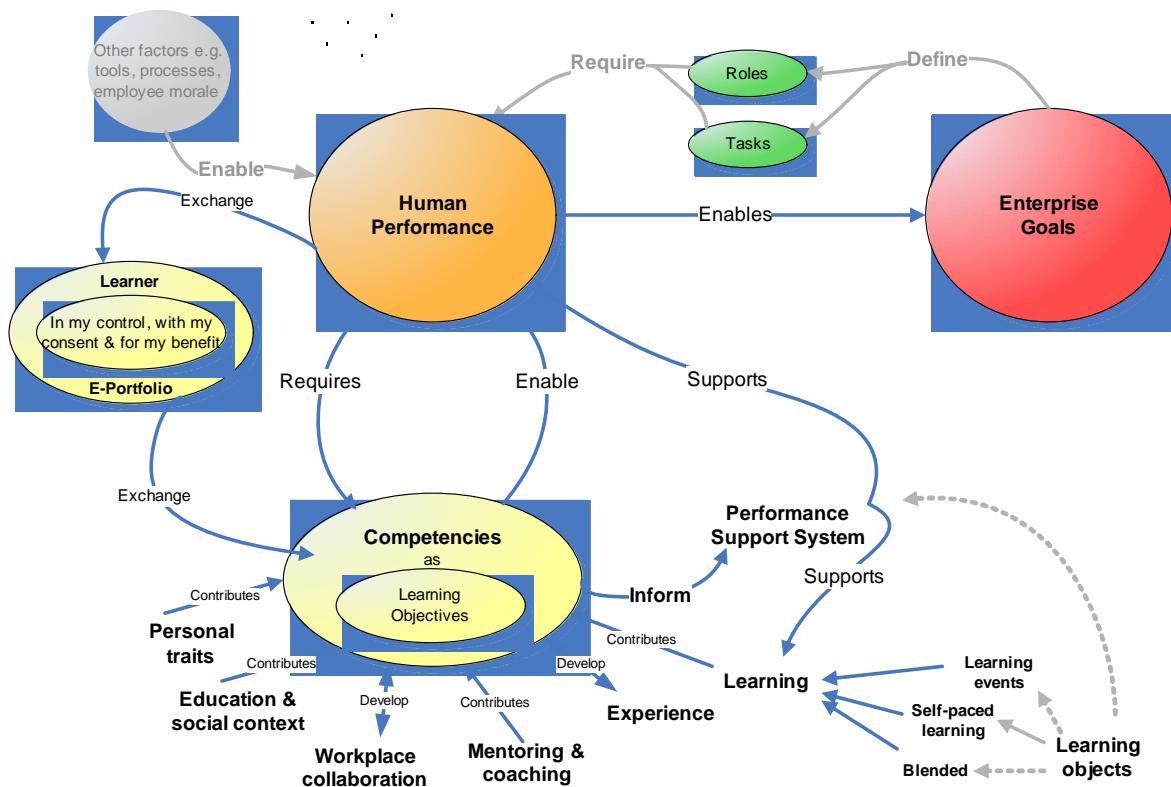 Other factors e.g.
tools, processes,
employee morale
Enable
Require
Roles
Tasks
Define
Human
Performance
Enables
Enterprise
Goals
Exchange
Learner
In my control, with my
consent & for my benefit
E-Portfolio
Exchange
Requires
Enable
Supports
Competencies
as
Learning
Objectives
Performance
Support System
Supports
Inform
Contributes
Personal
traits
Contributes
Education &
social context
Develop
Workplace
collaboration
Contributes
Mentoring &
coaching
Develop
Experience
Contributes
Learning
Learning
events
Self-paced
learning
Blended
Learning
objects